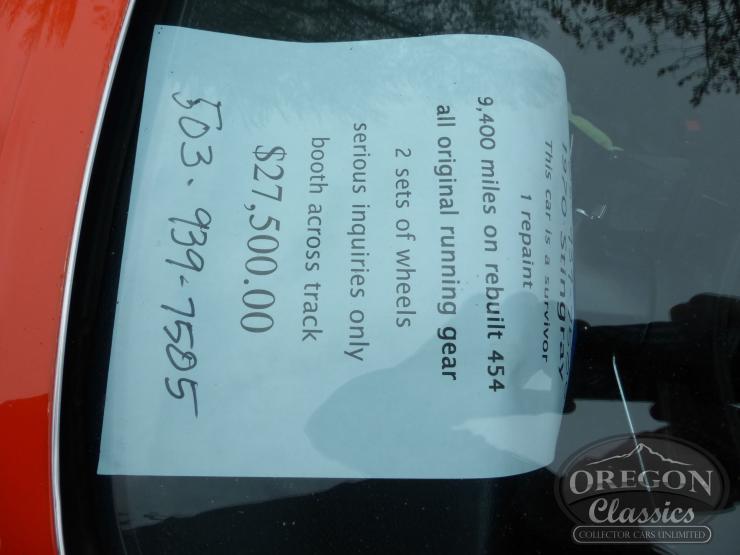 1970 Stingray
This car is a survivor
1 repaint
9,400 miles on rebuilt 454
all original running gear
2 sets of wheels
serious inquiries only
booth across track
$27,500.00
503-939-7505
OREGON
Classics
COLLECTOR CARS UNLIMITED